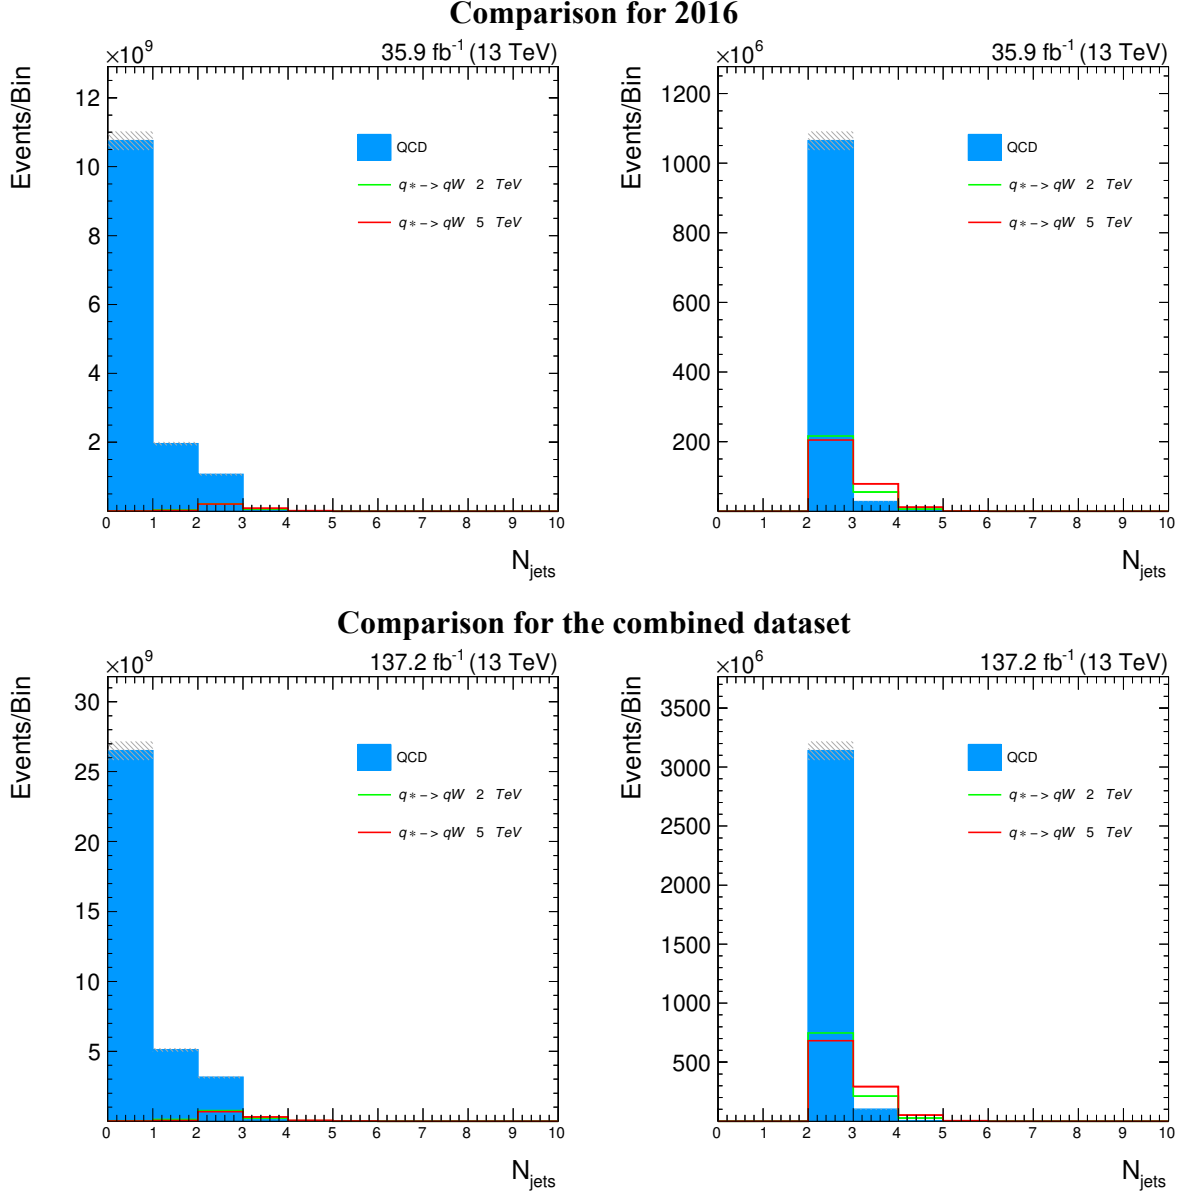 Comparison for 2016
×10⁹ 35.9 fb⁻¹ (13 TeV)
Events/Bin
12
10
8
6
4
2
QCD
q∗−>qW 2 TeV
q∗−>qW 5 TeV
0 1 2 3 4 5 6 7 8 9 10
N_jets
×10⁶ 35.9 fb⁻¹ (13 TeV)
Events/Bin
1200
1000
800
600
400
200
QCD
q∗−>qW 2 TeV
q∗−>qW 5 TeV
0 1 2 3 4 5 6 7 8 9 10
N_jets
Comparison for the combined dataset
×10⁹ 137.2 fb⁻¹ (13 TeV)
Events/Bin
30
25
20
15
10
5
QCD
q∗−>qW 2 TeV
q∗−>qW 5 TeV
0 1 2 3 4 5 6 7 8 9 10
N_jets
×10⁶ 137.2 fb⁻¹ (13 TeV)
Events/Bin
3500
3000
2500
2000
1500
1000
500
QCD
q∗−>qW 2 TeV
q∗−>qW 5 TeV
0 1 2 3 4 5 6 7 8 9 10
N_jets